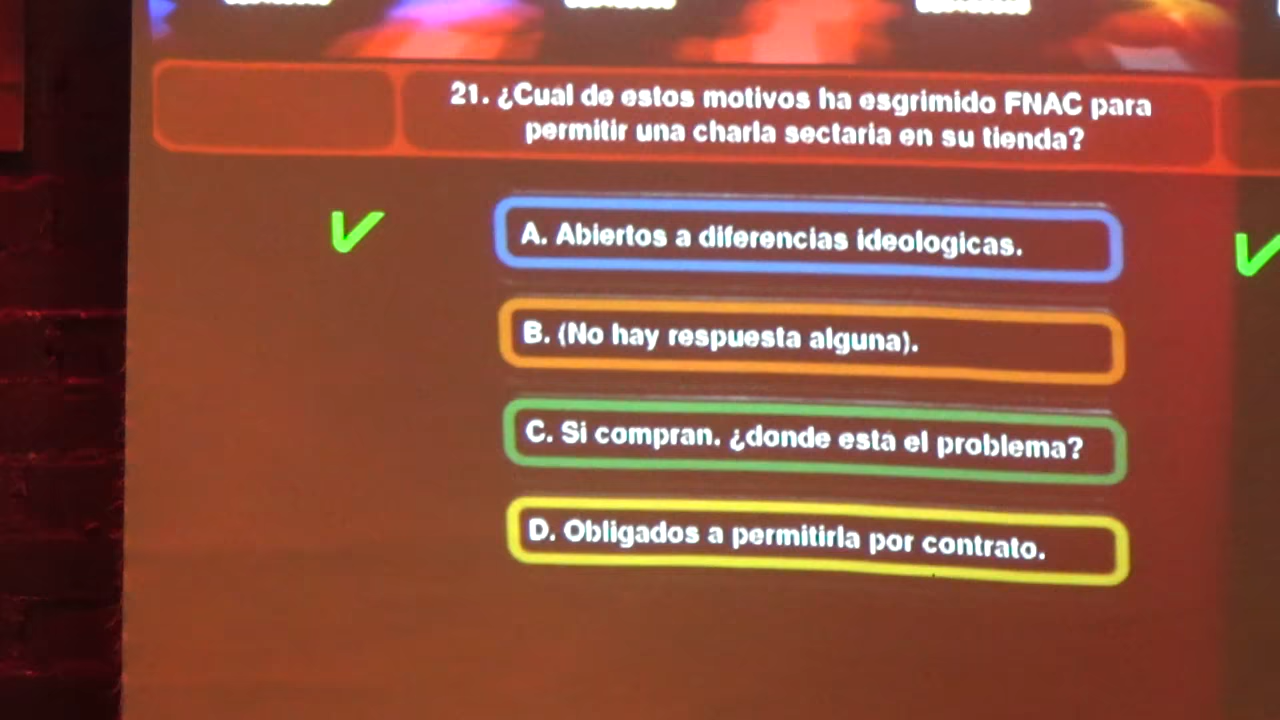 21. ¿Cual de estos motivos ha esgrimido FNAC para
permitir una charla sectaria en su tienda?
A. Abiertos a diferencias ideologicas.
B. (No hay respuesta alguna).
C. Si compran. ¿donde esta el problema?
D. Obligados a permitirla por contrato.